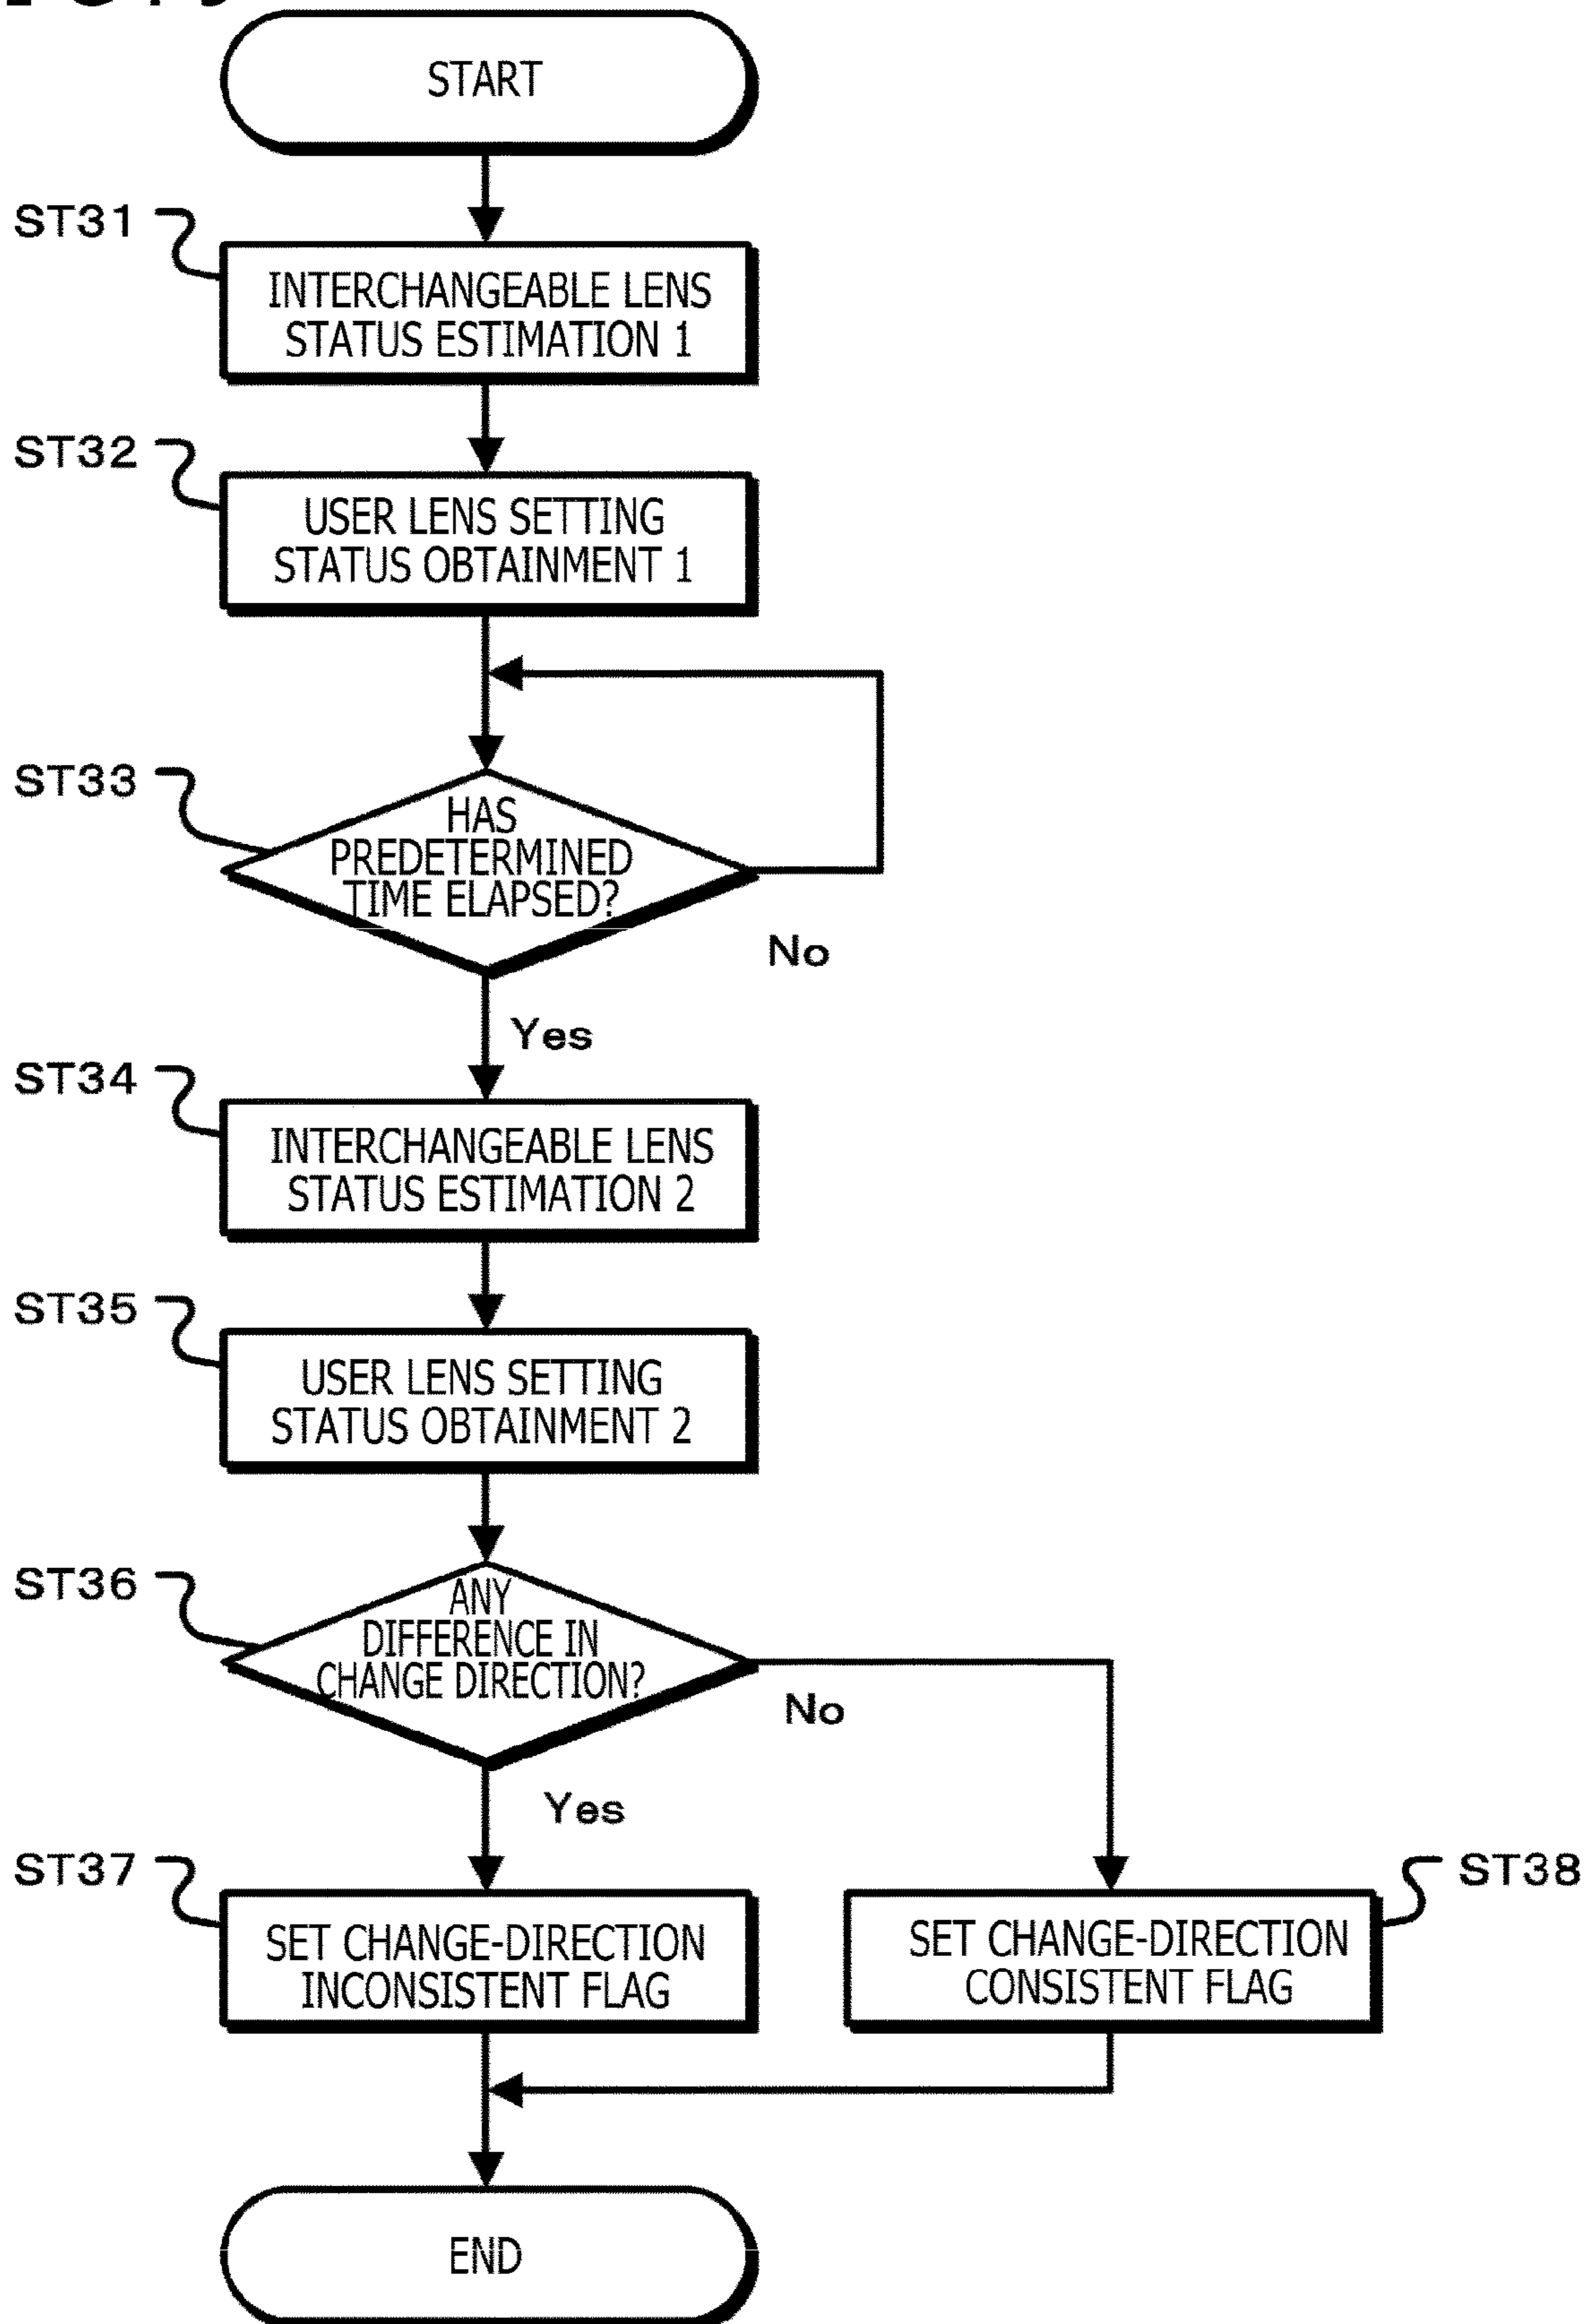 START
ST31
INTERCHANGEABLE LENS
STATUS ESTIMATION 1
ST32
USER LENS SETTING
STATUS OBTAINMENT 1
ST33
HAS
PREDETERMINED
TIME ELAPSED?
No
Yes
ST34
INTERCHANGEABLE LENS
STATUS ESTIMATION 2
ST35
USER LENS SETTING
STATUS OBTAINMENT 2
ST36
ANY
DIFFERENCE IN
CHANGE DIRECTION?
No
Yes
ST37
SET CHANGE-DIRECTION
INCONSISTENT FLAG
SET CHANGE-DIRECTION
CONSISTENT FLAG
ST38
END